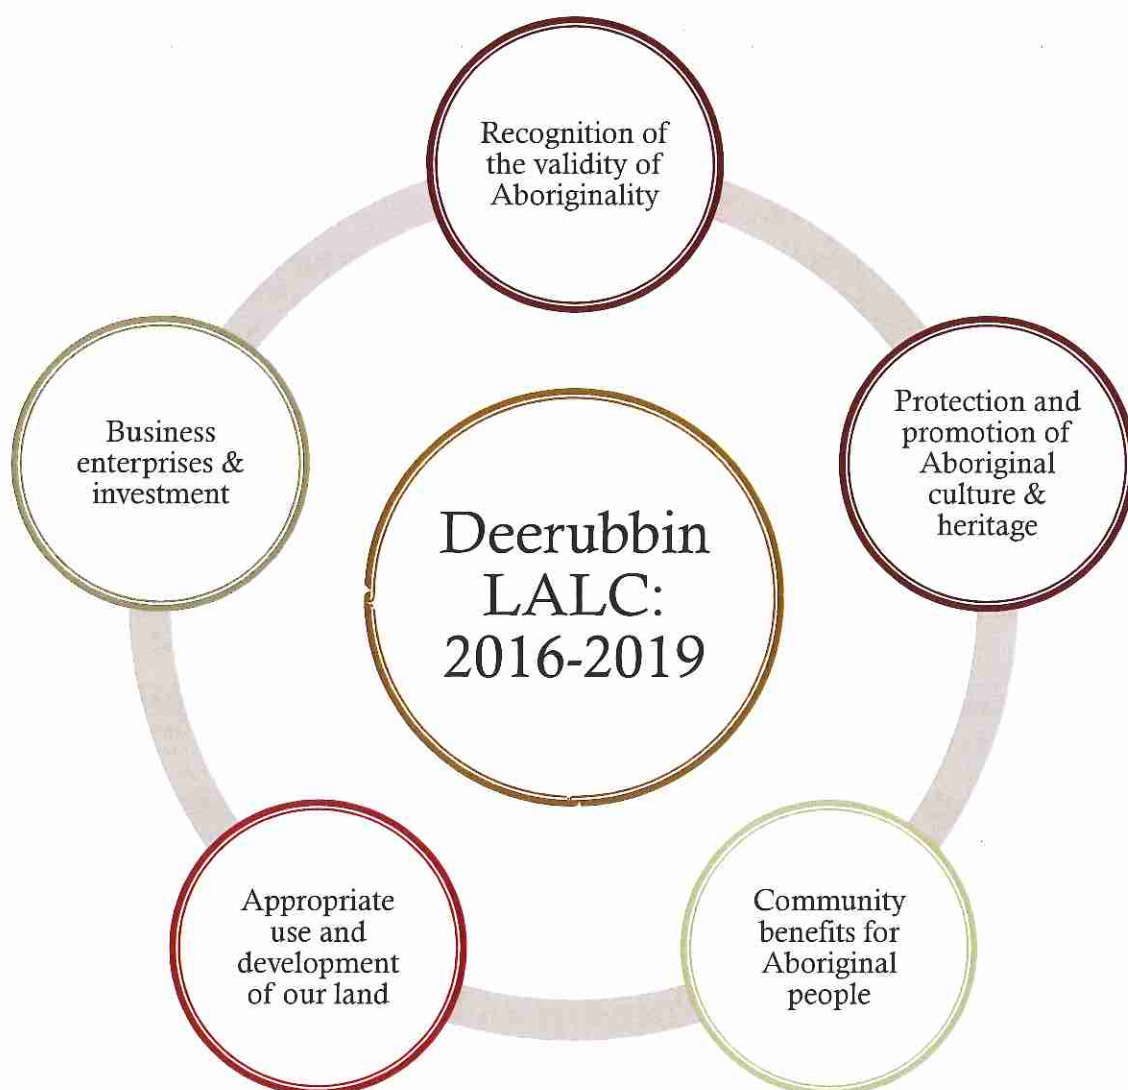 Recognition of
the validity of
Aboriginality
Protection and
promotion of
Aboriginal
culture &
heritage
Community
benefits for
Aboriginal
people
Appropriate
use and
development
of our land
Business
enterprises &
investment
Deerubbin
LALC:
2016-2019